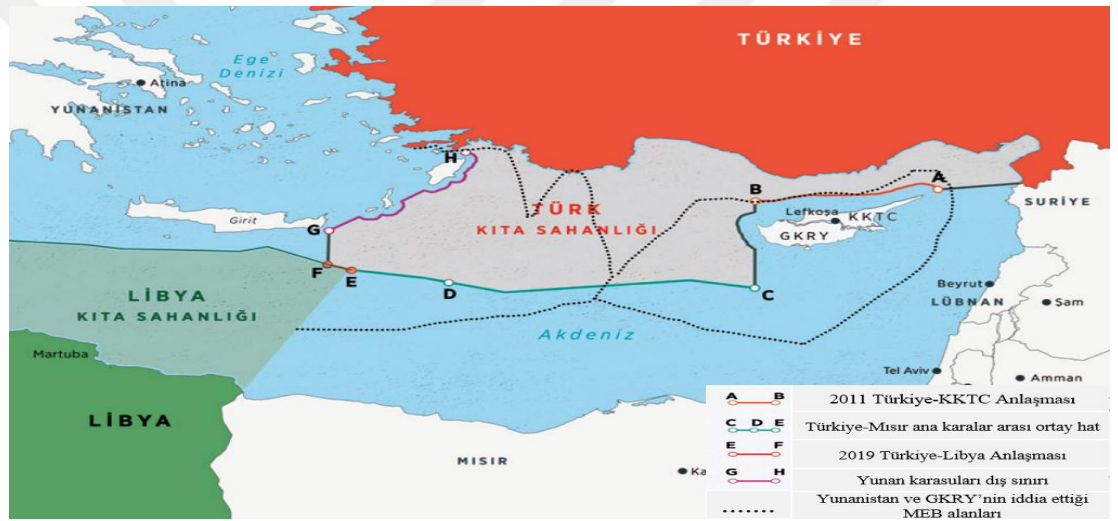 TÜRKİYE
Ege
Denizi
Atina
YUNANİSTAN
H
A
B
TÜRK
KITA SAHANLIĞI
Lefkoşa
KKTC
GKRY
SURİYE
Girit
G
F
E
D
C
LİBYA
KITA SAHANLIĞI
Beyrut
LÜBNAN
Şam
Akdeniz
Martuba
Tel Aviv
Amman
LİBYA
MISIR
Ka
A B 2011 Türkiye-KKTC Anlaşması
C D E Türkiye-Mısır ana karalar arası ortay hat
E F 2019 Türkiye-Libya Anlaşması
G H Yunan karasuları dış sınırı
Yunanistan ve GKRY’nin iddia ettiği
MEB alanları